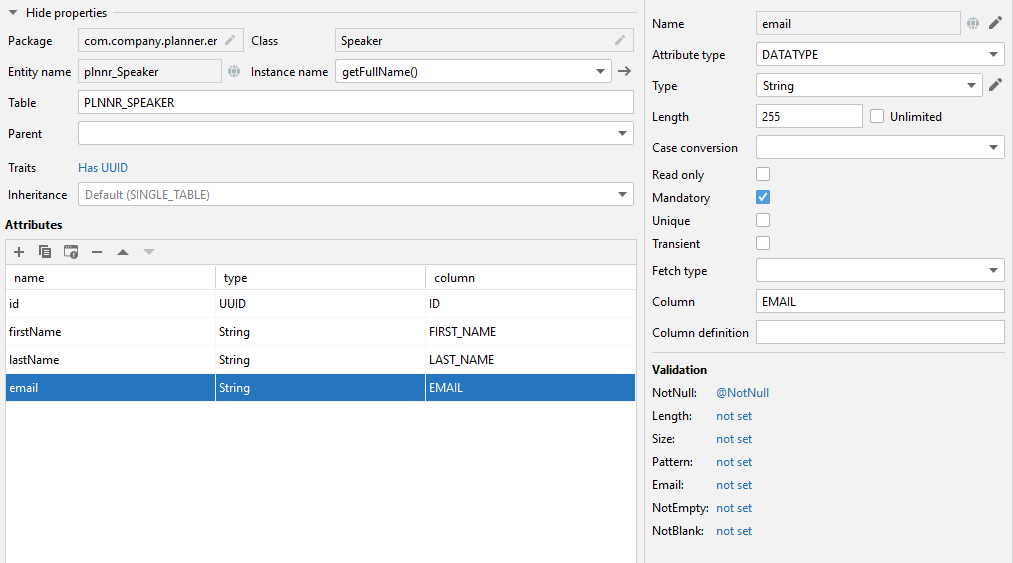 Hide properties
Package com.company.planner.er Class Speaker
Entity name plnnr_Speaker Instance name getFullName()
Table PLNNR_SPEAKER
Parent
Traits Has UUID
Inheritance Default (SINGLE_TABLE)
Attributes
name type column
id UUID ID
firstName String FIRST_NAME
lastName String LAST_NAME
email String EMAIL
Name email
Attribute type DATATYPE
Type String
Length 255 Unlimited
Case conversion
Read only
Mandatory
Unique
Transient
Fetch type
Column EMAIL
Column definition
Validation
NotNull: @NotNull
Length: not set
Size: not set
Pattern: not set
Email: not set
NotEmpty: not set
NotBlank: not set